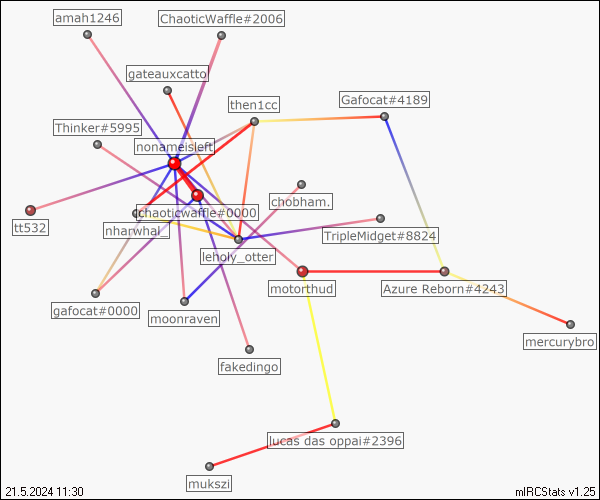 amah1246
ChaoticWaffle#2006
gateauxcatto!
then1cc
Gafocat#4189
Thinker#5995
nonameisleft
chobham.
chaoticwaffle#0000
tt532
nharwhal_
TripleMidget#8824
leholy_otter
motorthud
Azure Reborn#4243
gafocat#0000
moonraven
mercurybro
fakedingo
lucas das oppai#2396
mukszi
21.5.2024 11:30
mIRCStats v1.25